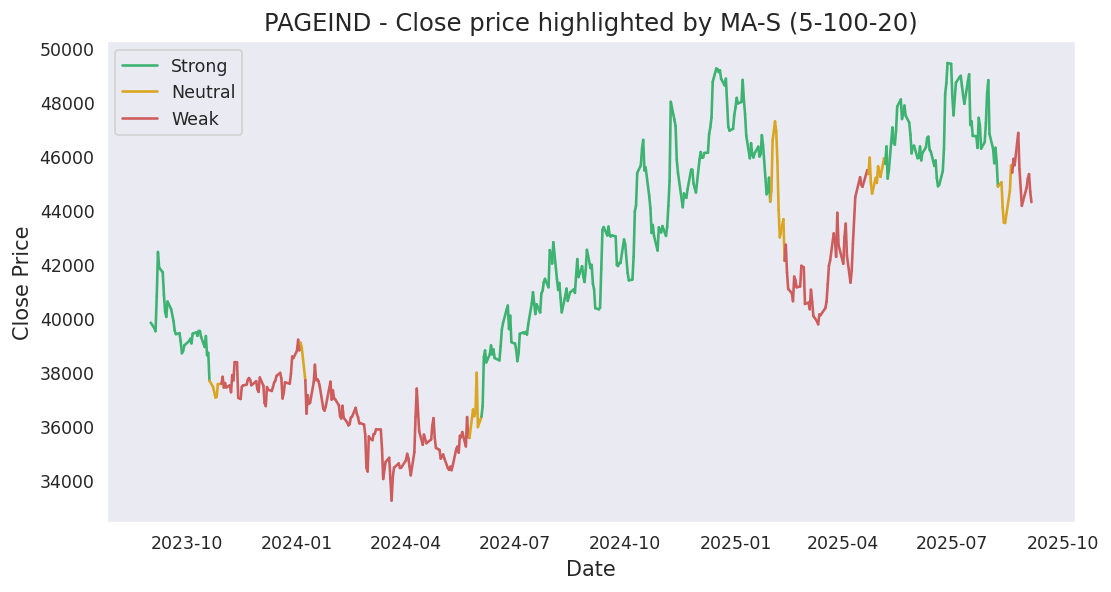 PAGEIND - Close price highlighted by MA-S (5-100-20)
Strong
Neutral
Weak
Close Price
50000
48000
46000
44000
42000
40000
38000
36000
34000
2023-10 2024-01 2024-04 2024-07 2024-10 2025-01 2025-04 2025-07 2025-10
Date